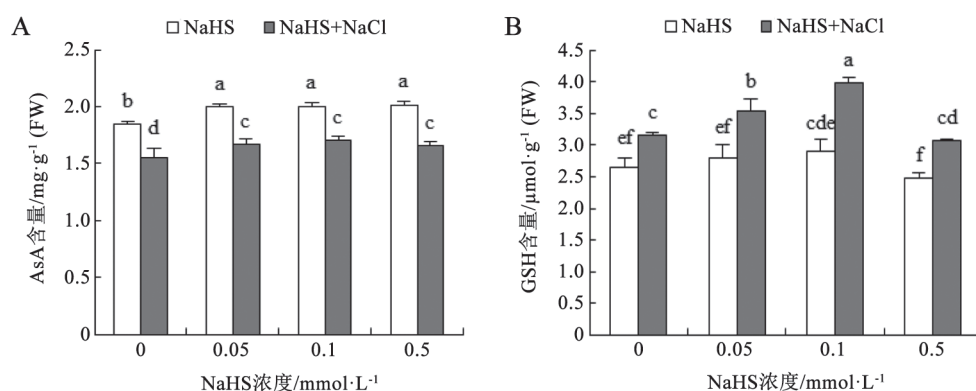 A
NaHS NaHS+NaCl
AsA含量/mg·g⁻¹ (FW)
2.5
2.0
1.5
1.0
0.5
0
b d a c a c a c
0 0.05 0.1 0.5
NaHS浓度/mmol·L⁻¹
B
NaHS NaHS+NaCl
GSH含量/μmol·g⁻¹ (FW)
4.5
4.0
3.5
3.0
2.5
2.0
1.5
1.0
0.5
0
ef c ef b cde a f cd
0 0.05 0.1 0.5
NaHS浓度/mmol·L⁻¹